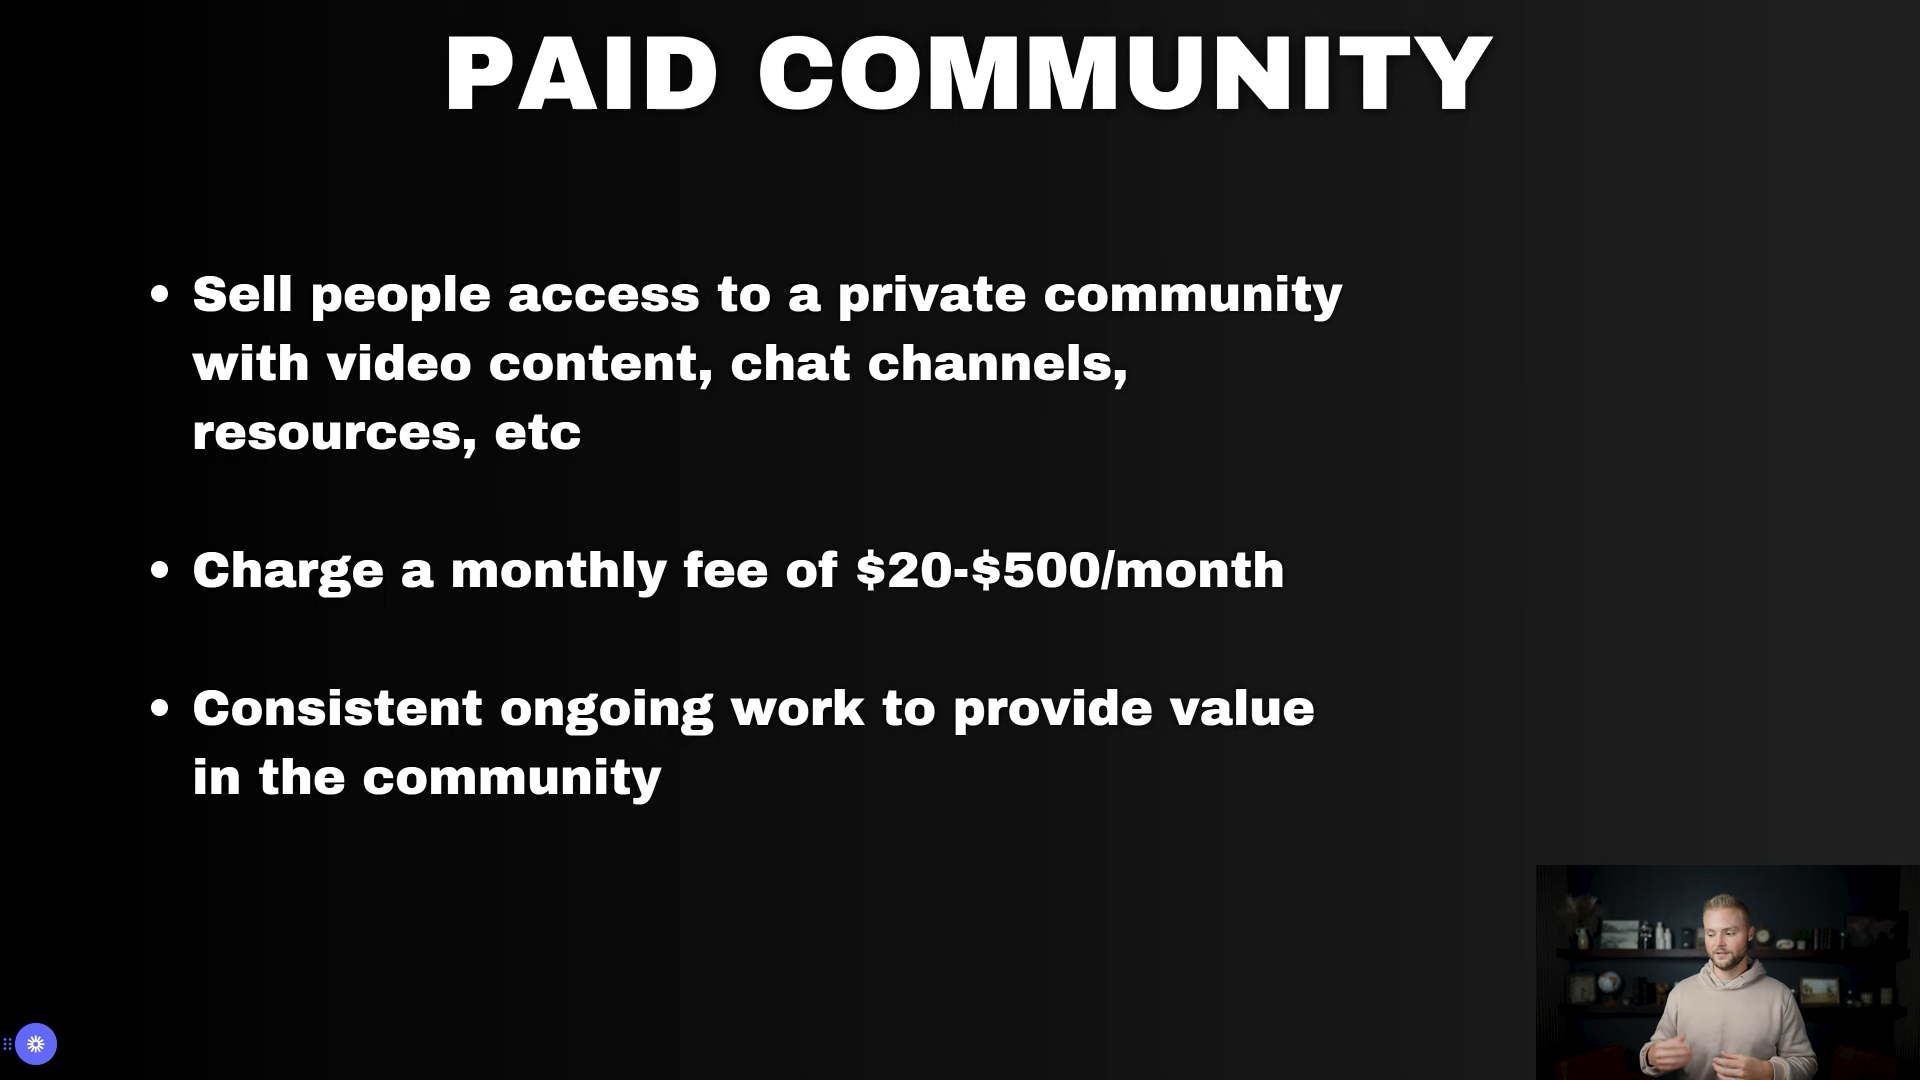 PAID COMMUNITY
• Sell people access to a private community
with video content, chat channels,
resources, etc
• Charge a monthly fee of $20-$500/month
• Consistent ongoing work to provide value
in the community